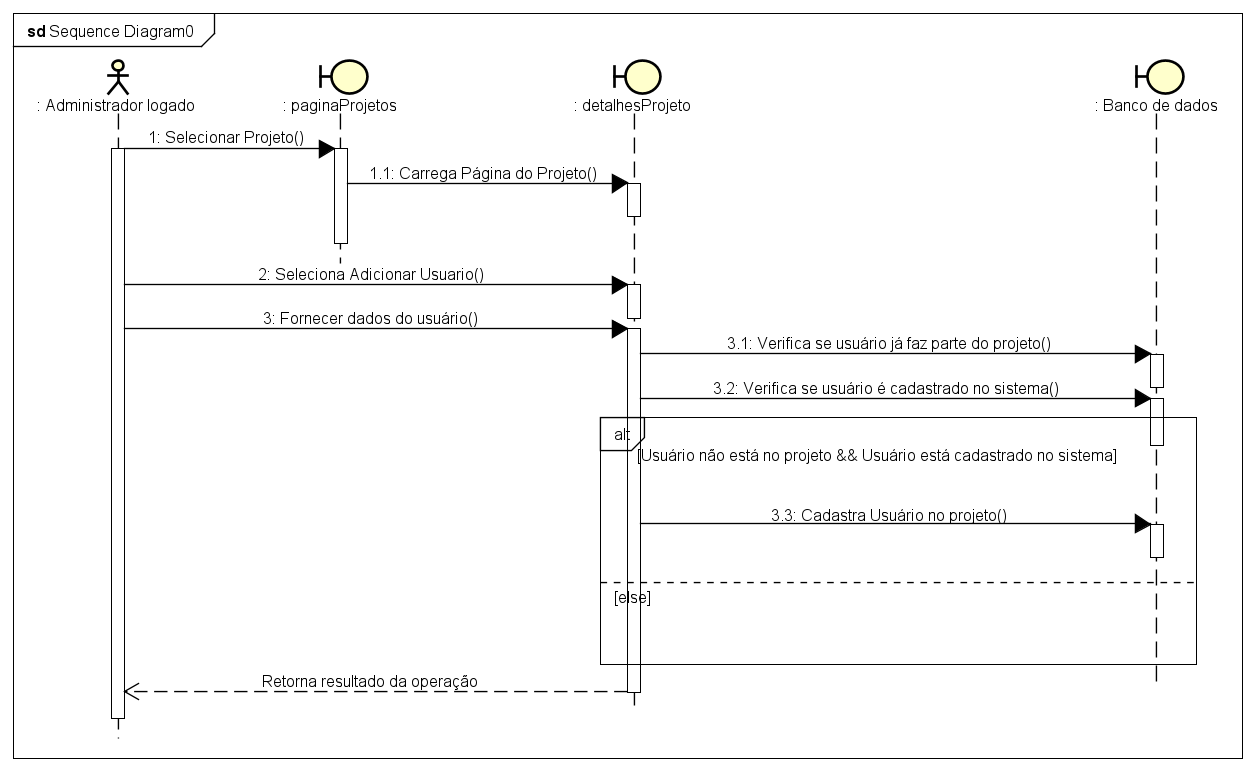 sd Sequence Diagram0
: Administrador logado
: paginaProjetos
: detalhesProjeto
: Banco de dados
1: Selecionar Projeto()
1.1: Carrega Página do Projeto()
2: Seleciona Adicionar Usuario()
3: Fornecer dados do usuário()
3.1: Verifica se usuário já faz parte do projeto()
3.2: Verifica se usuário é cadastrado no sistema()
alt
[Usuário não está no projeto && Usuário está cadastrado no sistema]
3.3: Cadastra Usuário no projeto()
[else]
Retorna resultado da operação